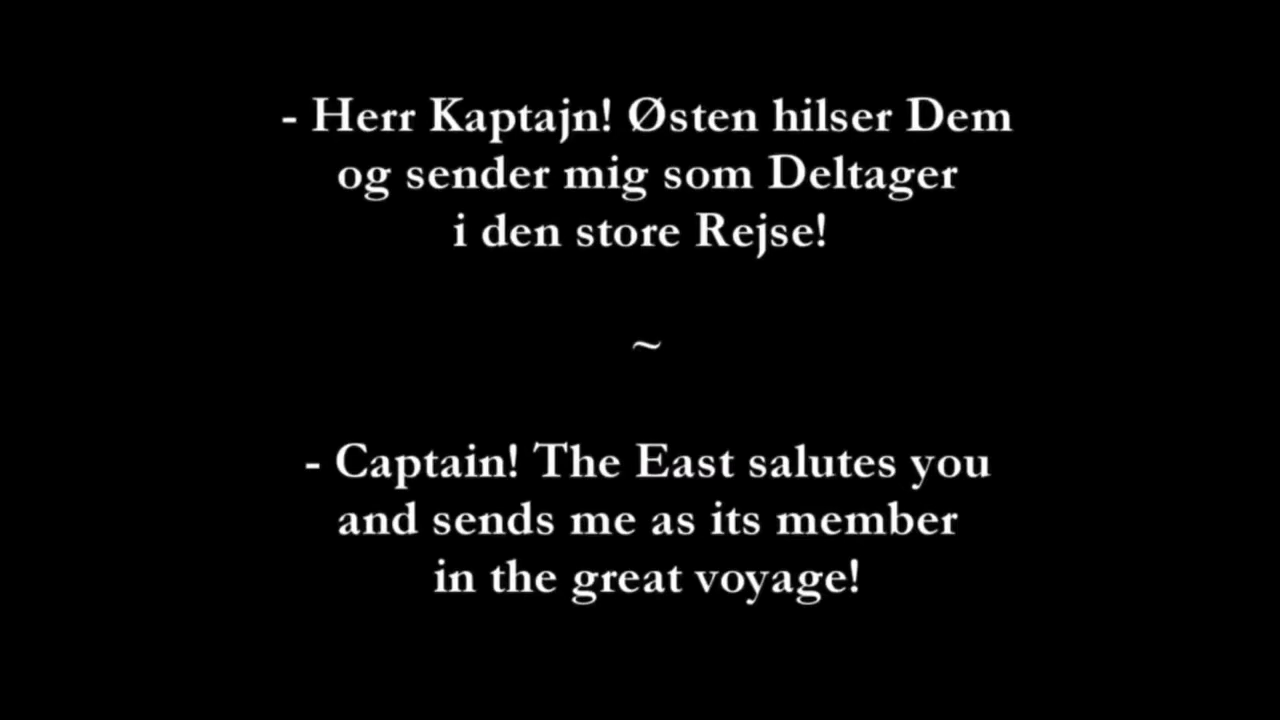 - Herr Kaptajn! Østen hilser Dem
og sender mig som Deltager
i den store Rejse!
~
- Captain! The East salutes you
and sends me as its member
in the great voyage!